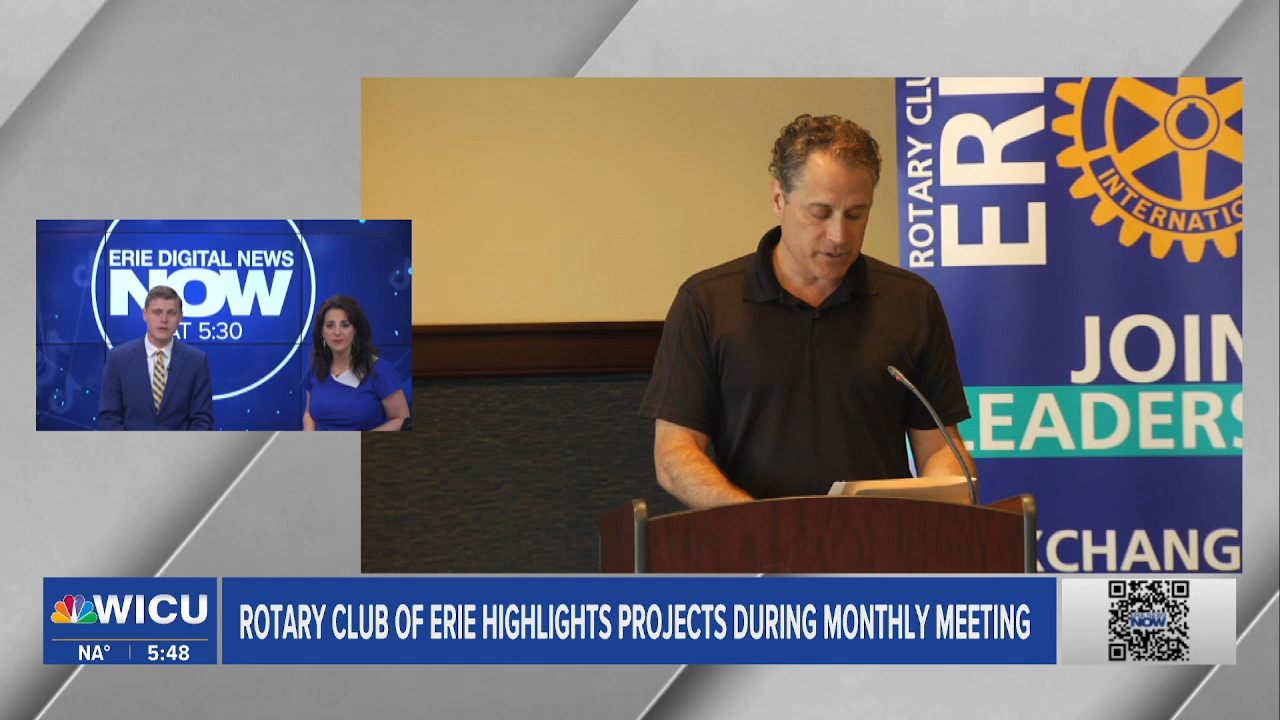 ERIE DIGITAL NEWS
NOW
AT 5:30
ROTARY CLU
ERI
INTERNATIO
JOIN
LEADERS
XCHANG
WICU
NA° | 5:48
ROTARY CLUB OF ERIE HIGHLIGHTS PROJECTS DURING MONTHLY MEETING
NOW